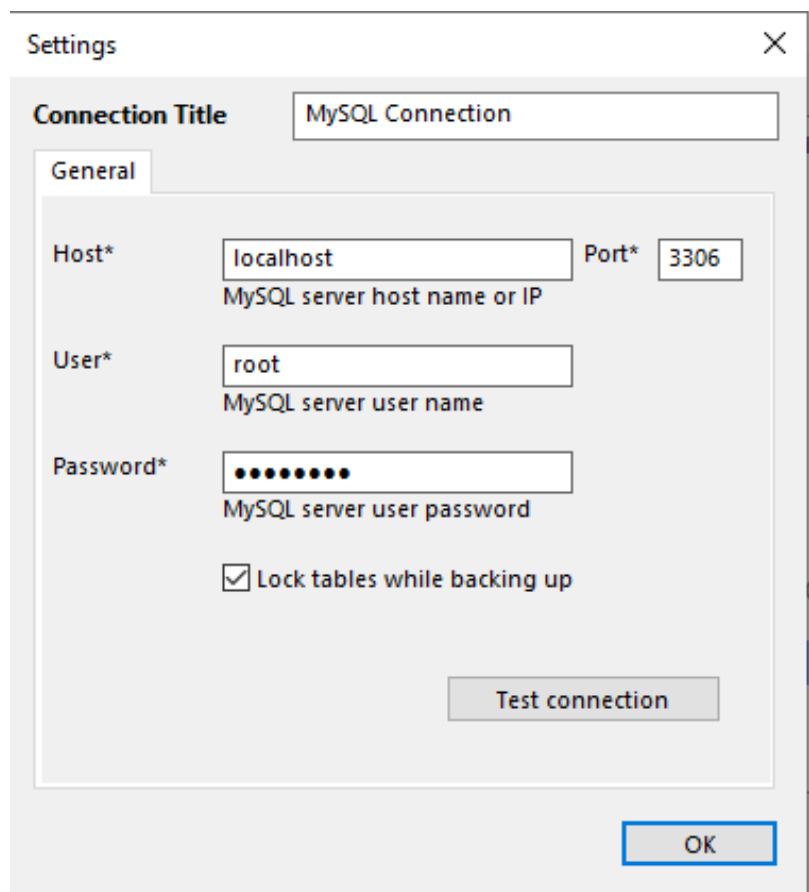 Settings
Connection Title MySQL Connection
General
Host* localhost Port* 3306
MySQL server host name or IP
User* root
MySQL server user name
Password* ●●●●●●●●
MySQL server user password
Lock tables while backing up
Test connection
OK